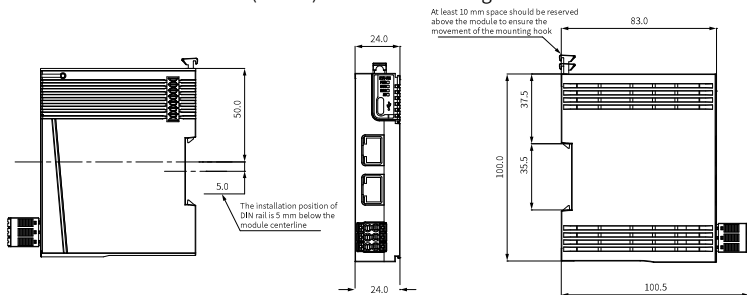 At least 10 mm space should be reserved
above the module to ensure the
movement of the mounting hook
24.0
83.0
50.0
37.5
100.0
35.5
5.0
The installation position of
DIN rail is 5 mm below the
module centerline
24.0
100.5